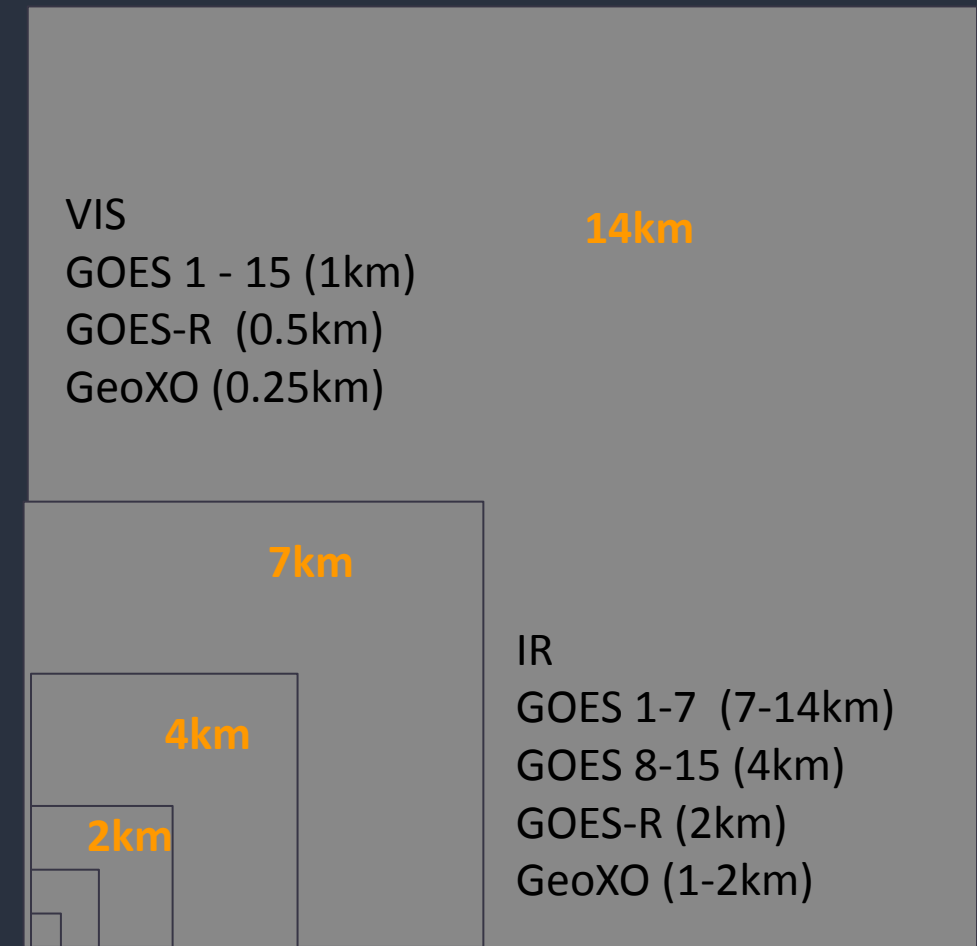 VIS
14km
GOES 1 - 15 (1km)
GOES-R  (0.5km)
GeoXO (0.25km)
7km
IR
GOES 1-7  (7-14km)
4km
GOES 8-15 (4km)
GOES-R (2km)
2km
GeoXO (1-2km)